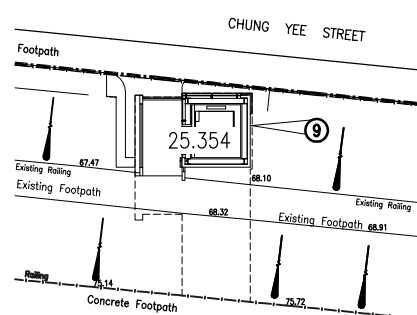 CHUNG YEE STREET
Footpath
9
25.354
67.47
Existing Railing
68.10
Existing Footpath
Existing Railing
68.32
Existing Footpath
68.91
Railing
75.14
Concrete Footpath
75.72